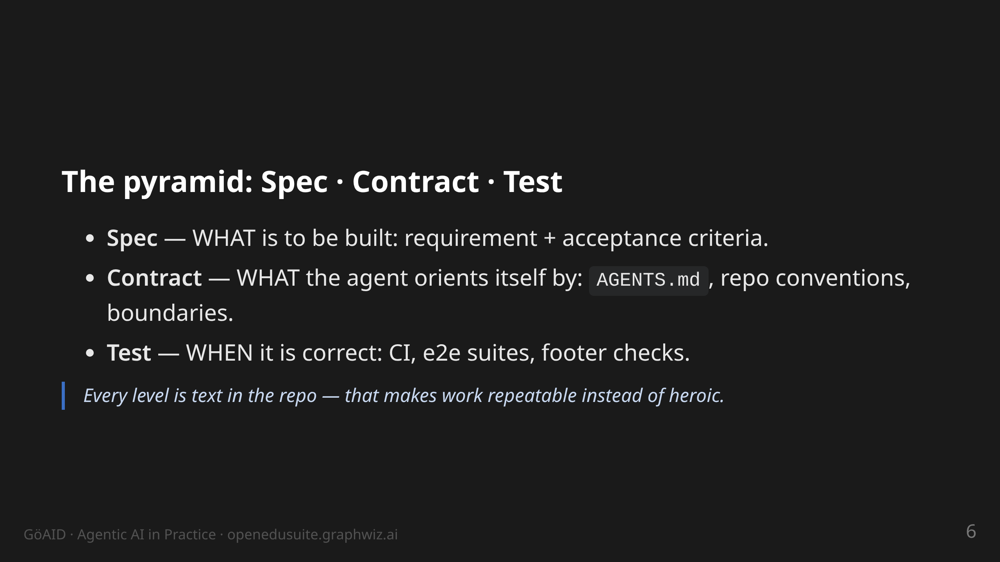 The pyramid: Spec · Contract · Test
• Spec — WHAT is to be built: requirement + acceptance criteria.
• Contract — WHAT the agent orients itself by: AGENTS.md, repo conventions,
boundaries.
• Test — WHEN it is correct: CI, e2e suites, footer checks.
Every level is text in the repo — that makes work repeatable instead of heroic.
GöAID · Agentic AI in Practice · openedusuite.graphwiz.ai
6